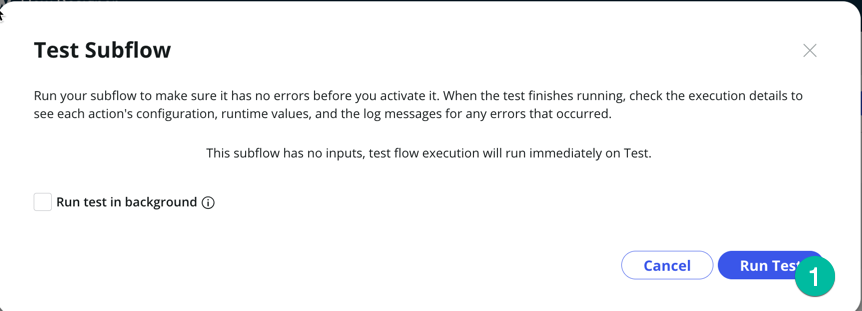 Test Subflow
Run your subflow to make sure it has no errors before you activate it. When the test finishes running, check the execution details to
see each action's configuration, runtime values, and the log messages for any errors that occurred.
This subflow has no inputs, test flow execution will run immediately on Test.
Run test in background
Cancel
Run Test
1